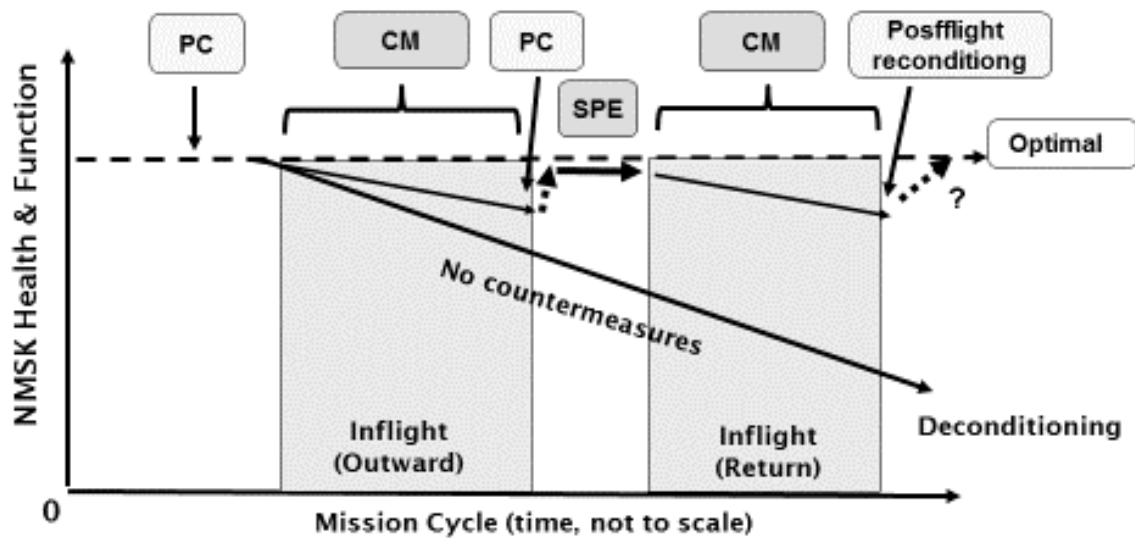 PC
CM
PC
CM
Posfflight
reconditiong
SPE
Optimal
?
NMSK Health & Function
No countermeasures
Deconditioning
Inflight
(Outward)
Inflight
(Return)
0
Mission Cycle (time, not to scale)